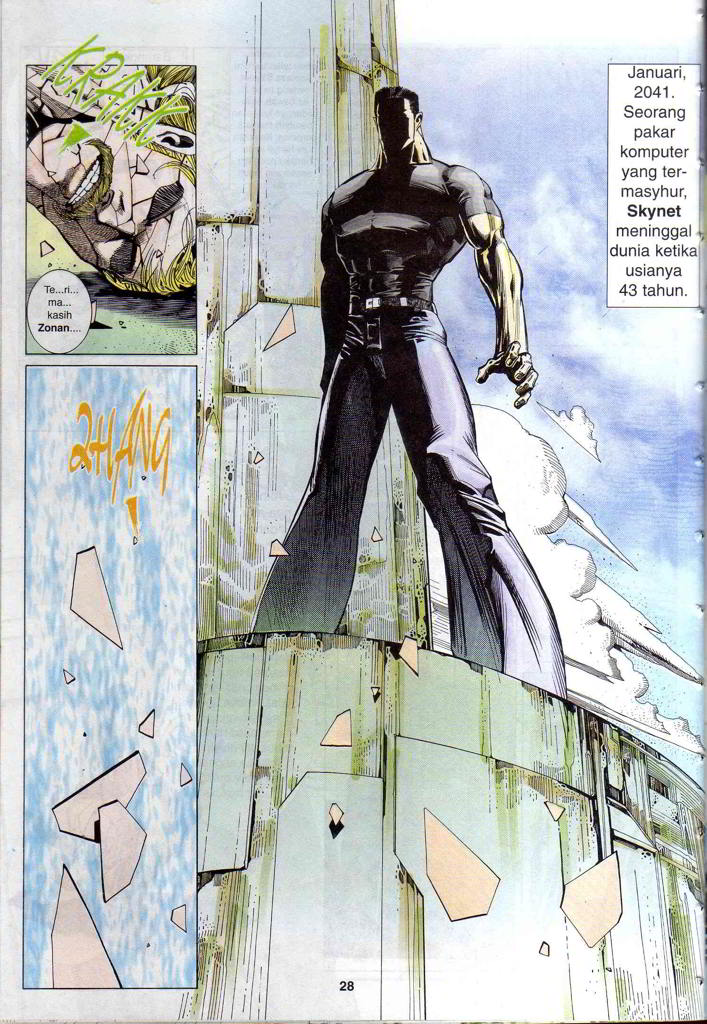 KRAKK
Te...ri...
ma...
kasih
Zonan....
ZHANG
Januari,
2041.
Seorang
pakar
komputer
yang ter-
masyhur,
Skynet
meninggal
dunia ketika
usianya
43 tahun.
28